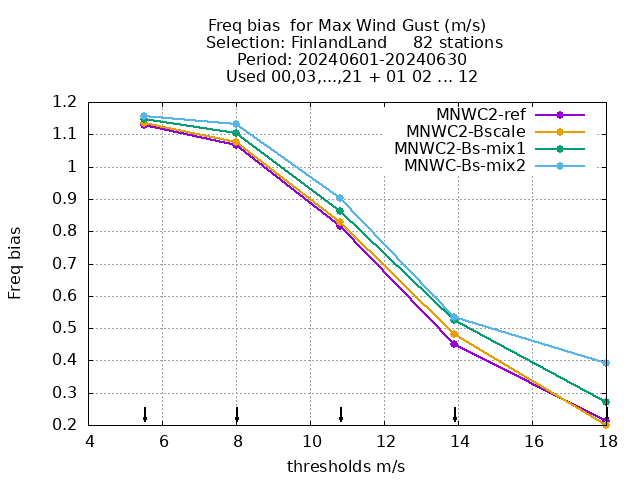 Freq bias  for Max Wind Gust (m/s)
Selection: FinlandLand     82 stations
Period: 20240601-20240630
Used 00,03,...,21 + 01 02 ... 12
MNWC2-ref
MNWC2-Bscale
MNWC2-Bs-mix1
MNWC-Bs-mix2
1.2
1.1
1
0.9
0.8
0.7
0.6
0.5
0.4
0.3
0.2
Freq bias
4 6 8 10 12 14 16 18
thresholds m/s